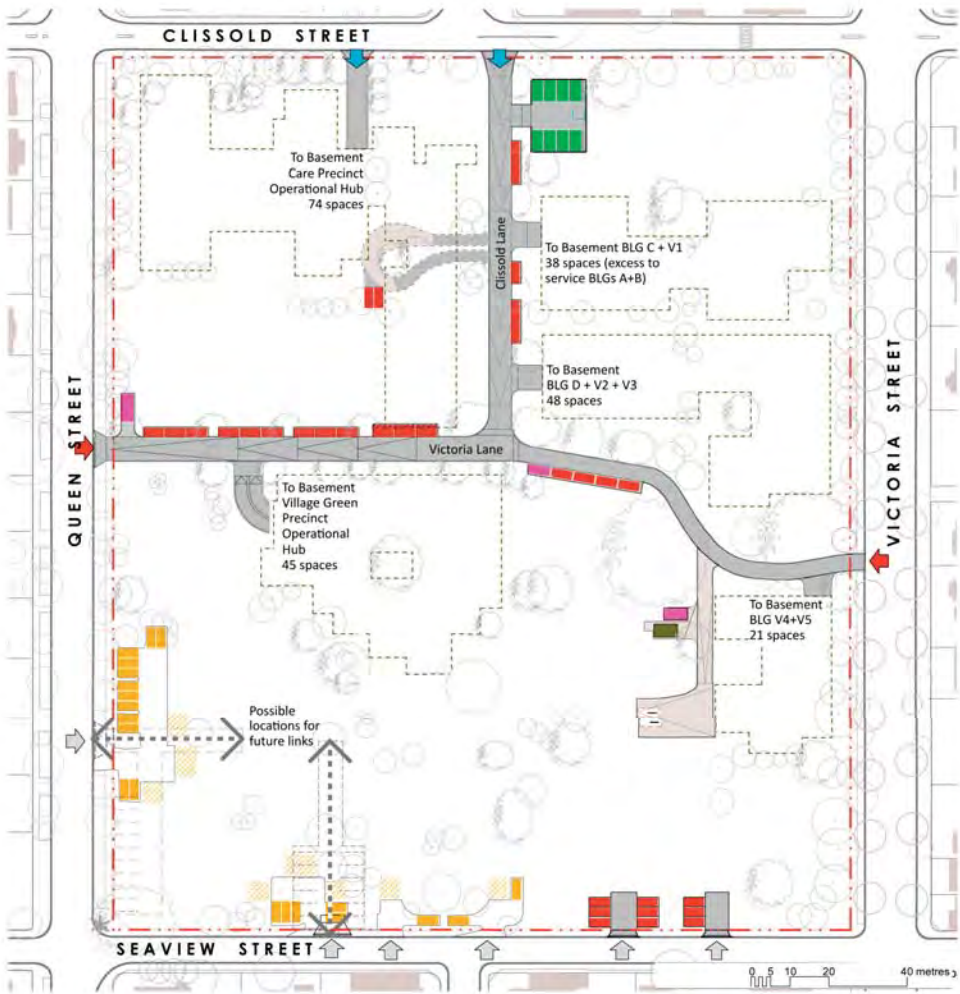 CLISSOLD STREET
To Basement
Care Precinct
Operational Hub
74 spaces
Clissold Lane
To Basement BLG C + V1
38 spaces (excess to
service BLGs A+B)
To Basement
BLG D + V2 + V3
48 spaces
QUEEN STREET
VICTORIA STREET
Victoria Lane
To Basement
Village Green
Precinct
Operational
Hub
45 spaces
To Basement
BLG V4+V5
21 spaces
Possible
locations for
future links
SEAVIEW STREET
0 5 10 20 40 metres